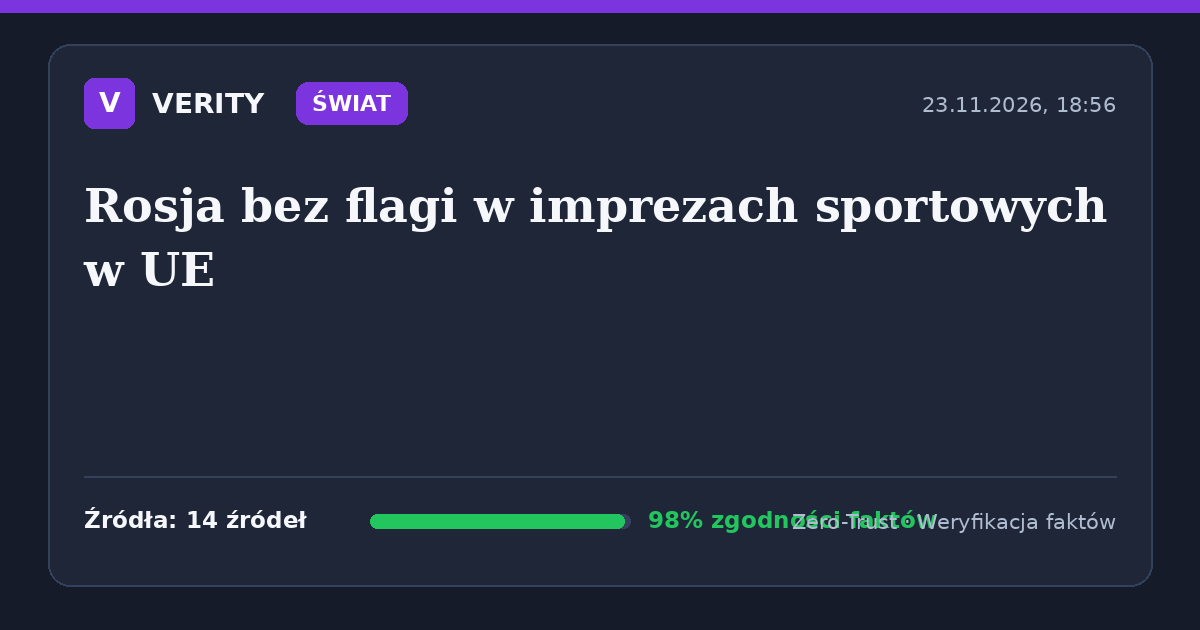 V VERITY ŚWIAT 23.11.2026, 18:56
Rosja bez flagi w imprezach sportowych
w UE
Źródła: 14 źródeł 98% zgodności faktów Zero-Trust · Weryfikacja faktów